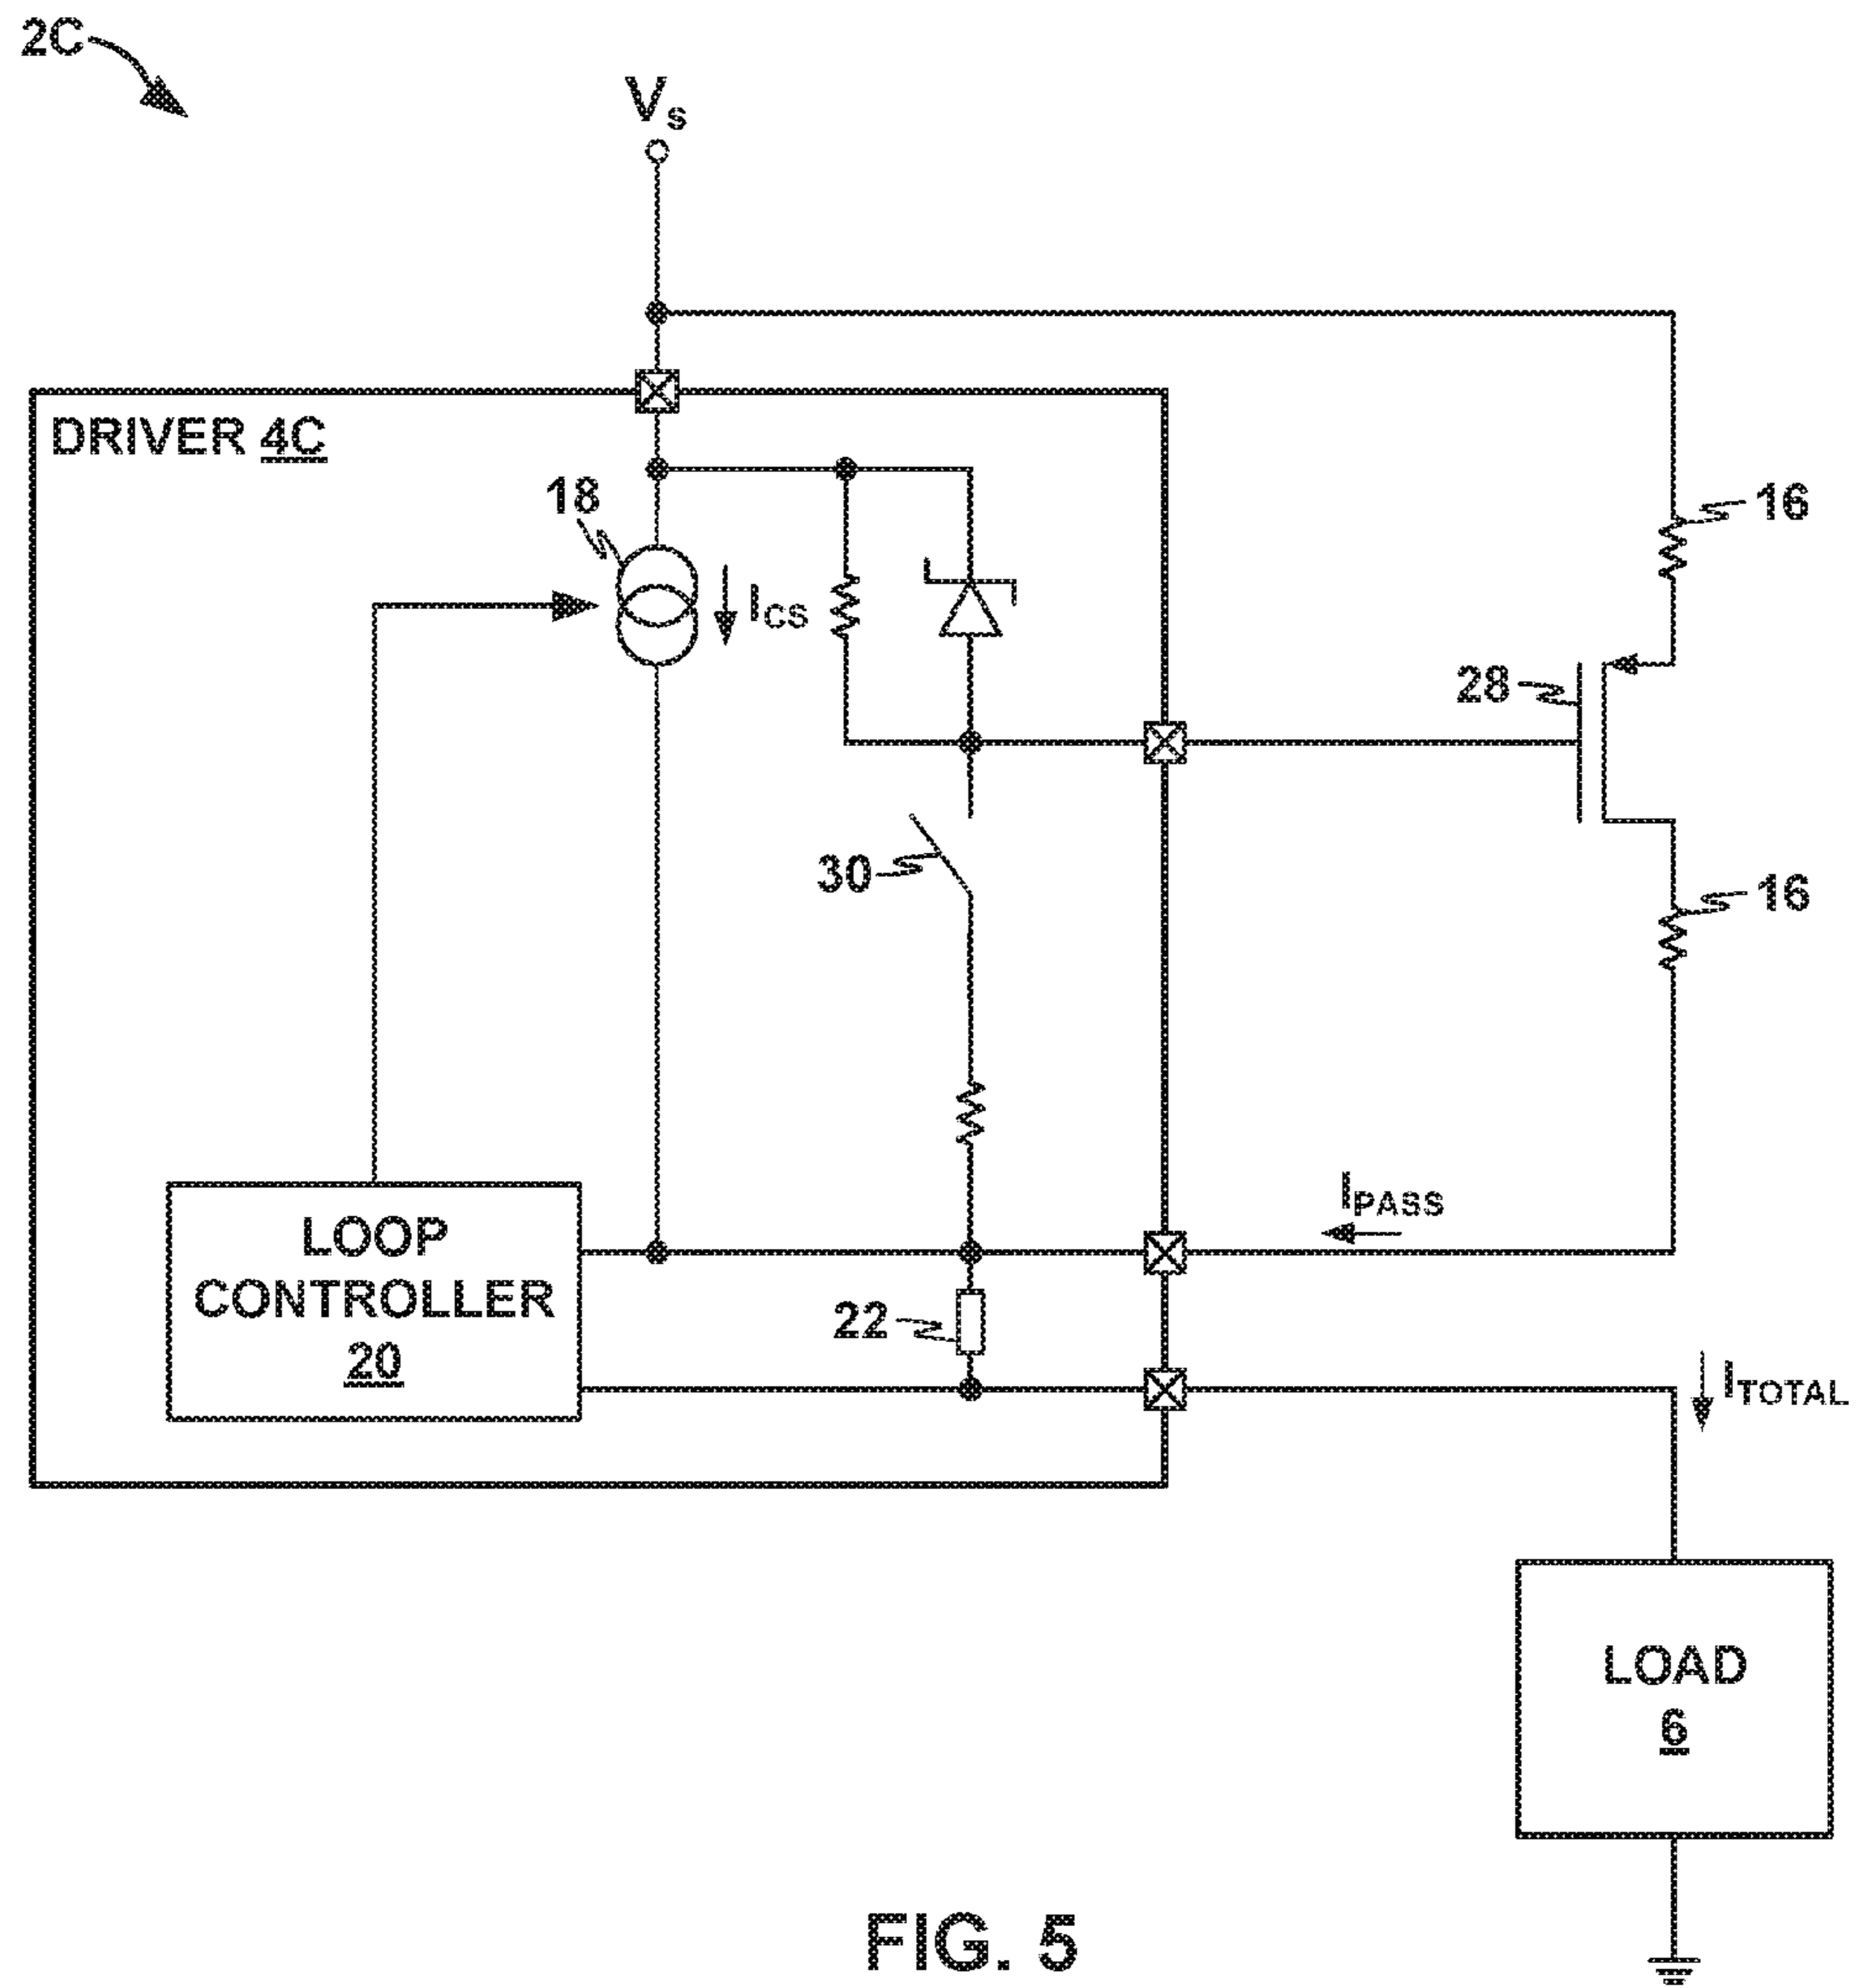 2C
Vs
DRIVER 4C
18
ICS
16
28
30
16
IPASS
LOOP
CONTROLLER
20
22
ITOTAL
LOAD
6
FIG. 5